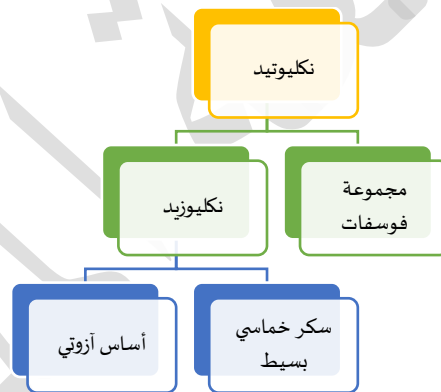 نكليوتيد
مجموعة
فوسفات
نكليوزيد
سكر خماسي
بسيط
أساس آزوتي